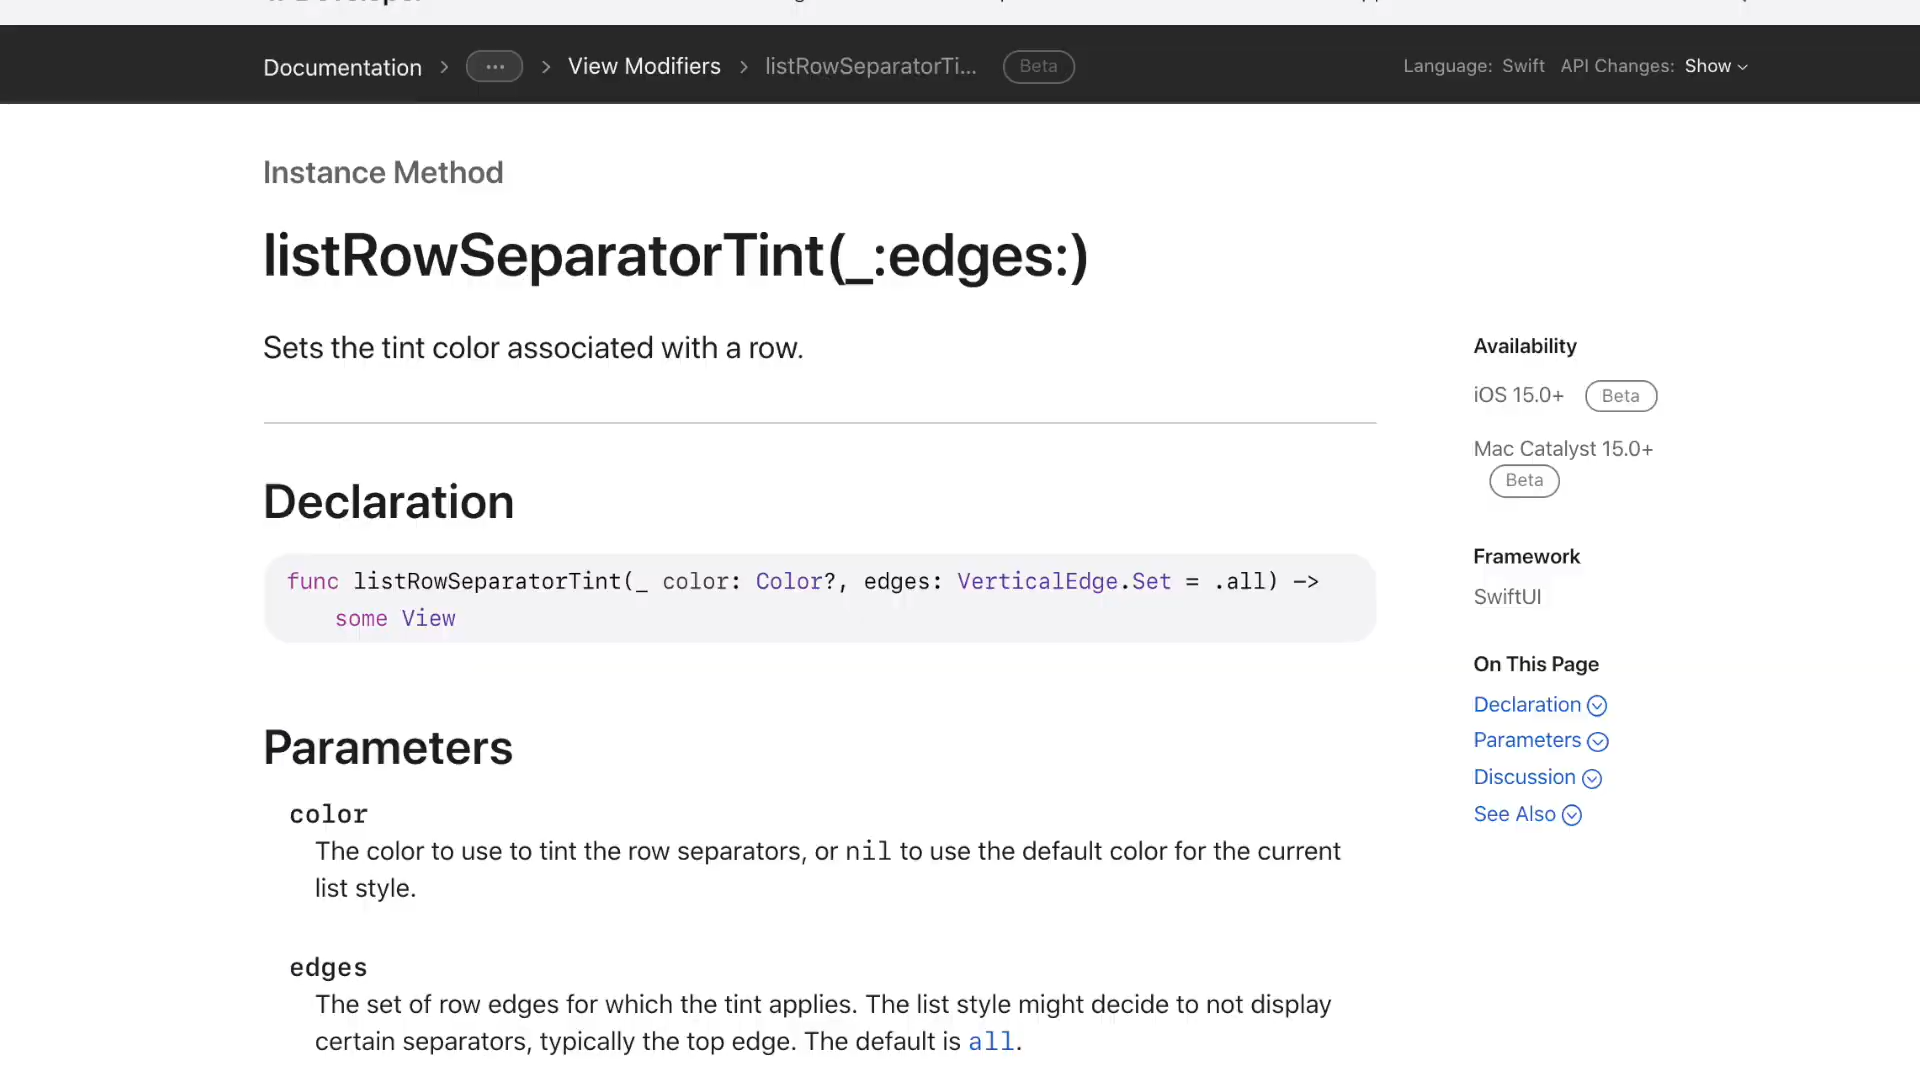 Documentation > ... > View Modifiers > listRowSeparatorTi... Beta Language: Swift API Changes: Show
Instance Method
listRowSeparatorTint(_:edges:)
Sets the tint color associated with a row.
Availability
iOS 15.0+ Beta
Mac Catalyst 15.0+
Beta
Declaration
func listRowSeparatorTint(_ color: Color?, edges: VerticalEdge.Set = .all) ->
some View
Framework
SwiftUI
On This Page
Declaration
Parameters
Discussion
See Also
Parameters
color
The color to use to tint the row separators, or nil to use the default color for the current
list style.
edges
The set of row edges for which the tint applies. The list style might decide to not display
certain separators, typically the top edge. The default is all.